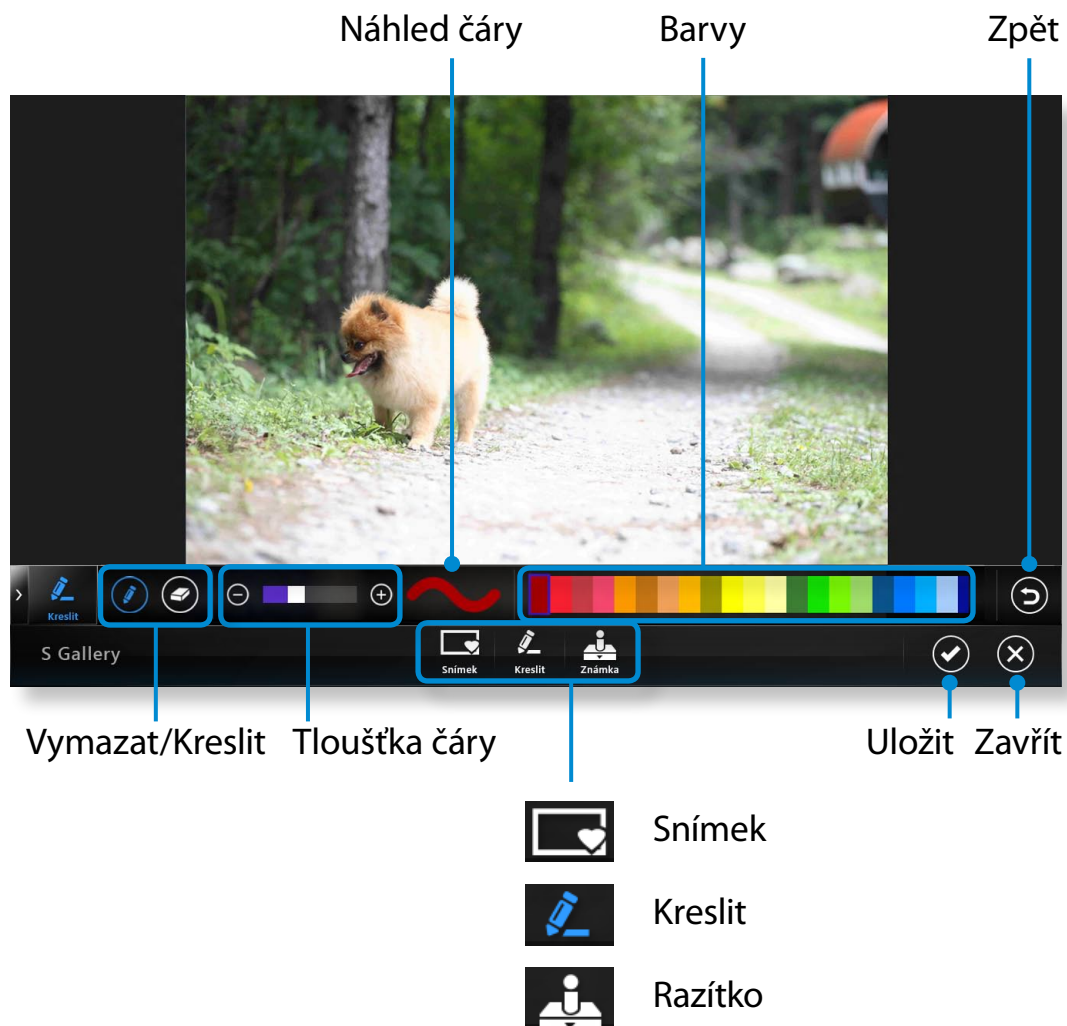 Náhled čáry Barvy Zpět
Kreslit
S Gallery
Snímek Kreslit Známka
Vymazat/Kreslit Tloušťka čáry Uložit Zavřít
Snímek
Kreslit
Razítko